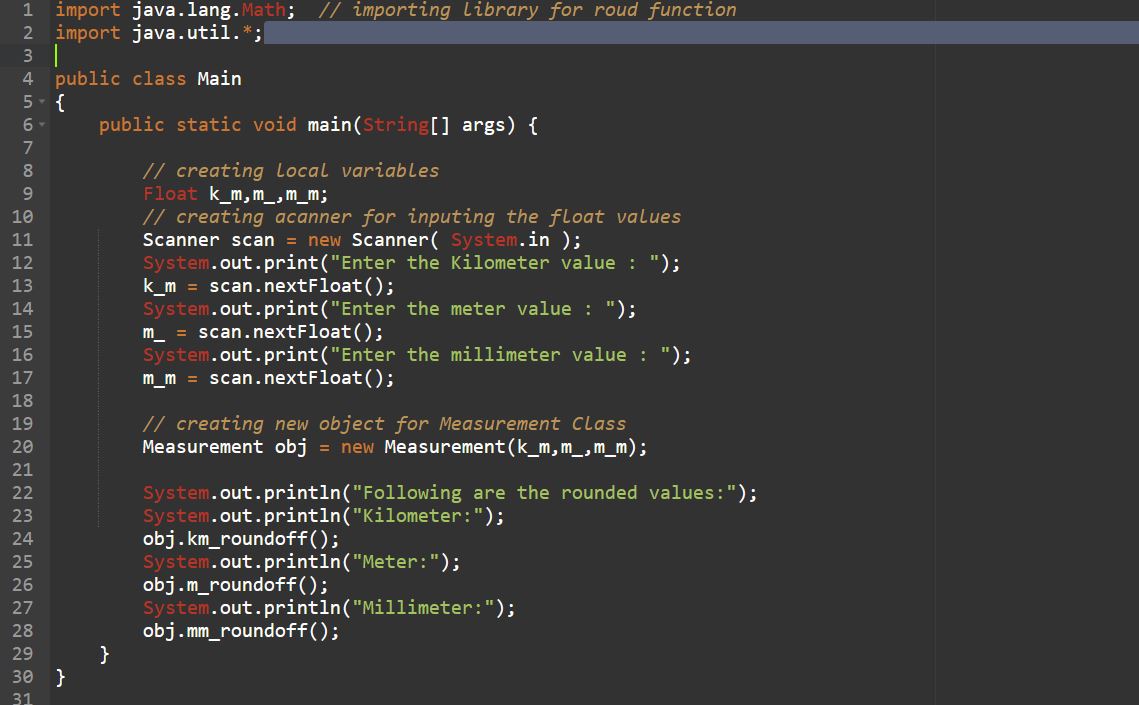 1 import java.lang.Math;  // importing library for roud function
2 import java.util.*;
3
4 public class Main
5 {
6     public static void main(String[] args) {
7
8         // creating local variables
9         Float k_m,m_,m_m;
10         // creating acanner for inputing the float values
11         Scanner scan = new Scanner( System.in );
12         System.out.print("Enter the Kilometer value : ");
13         k_m = scan.nextFloat();
14         System.out.print("Enter the meter value : ");
15         m_ = scan.nextFloat();
16         System.out.print("Enter the millimeter value : ");
17         m_m = scan.nextFloat();
18
19         // creating new object for Measurement Class
20         Measurement obj = new Measurement(k_m,m_,m_m);
21
22         System.out.println("Following are the rounded values:");
23         System.out.println("Kilometer:");
24         obj.km_roundoff();
25         System.out.println("Meter:");
26         obj.m_roundoff();
27         System.out.println("Millimeter:");
28         obj.mm_roundoff();
29     }
30 }
31